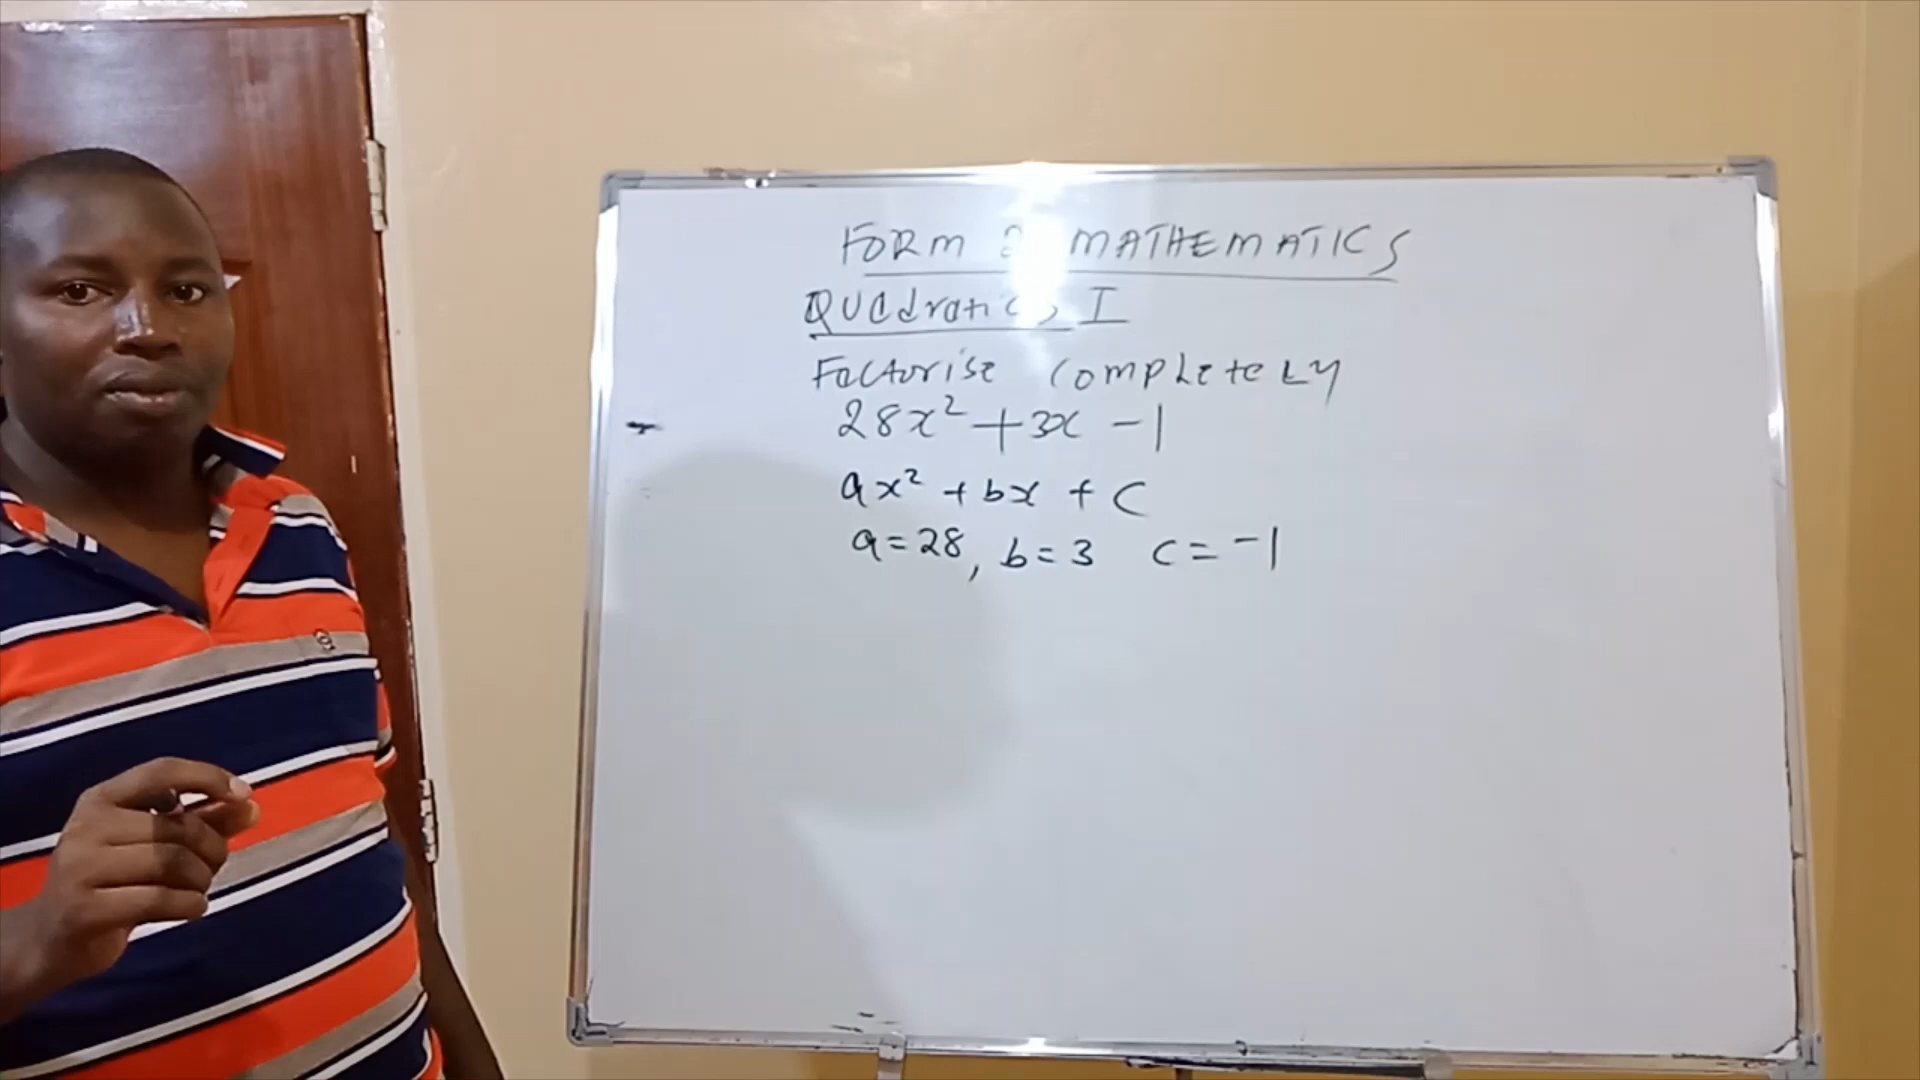 FORM 2 MATHEMATICS
Quadratics I
Factorise completely
28x² + 3x - 1
ax² + bx + c
a = 28, b = 3 c = -1